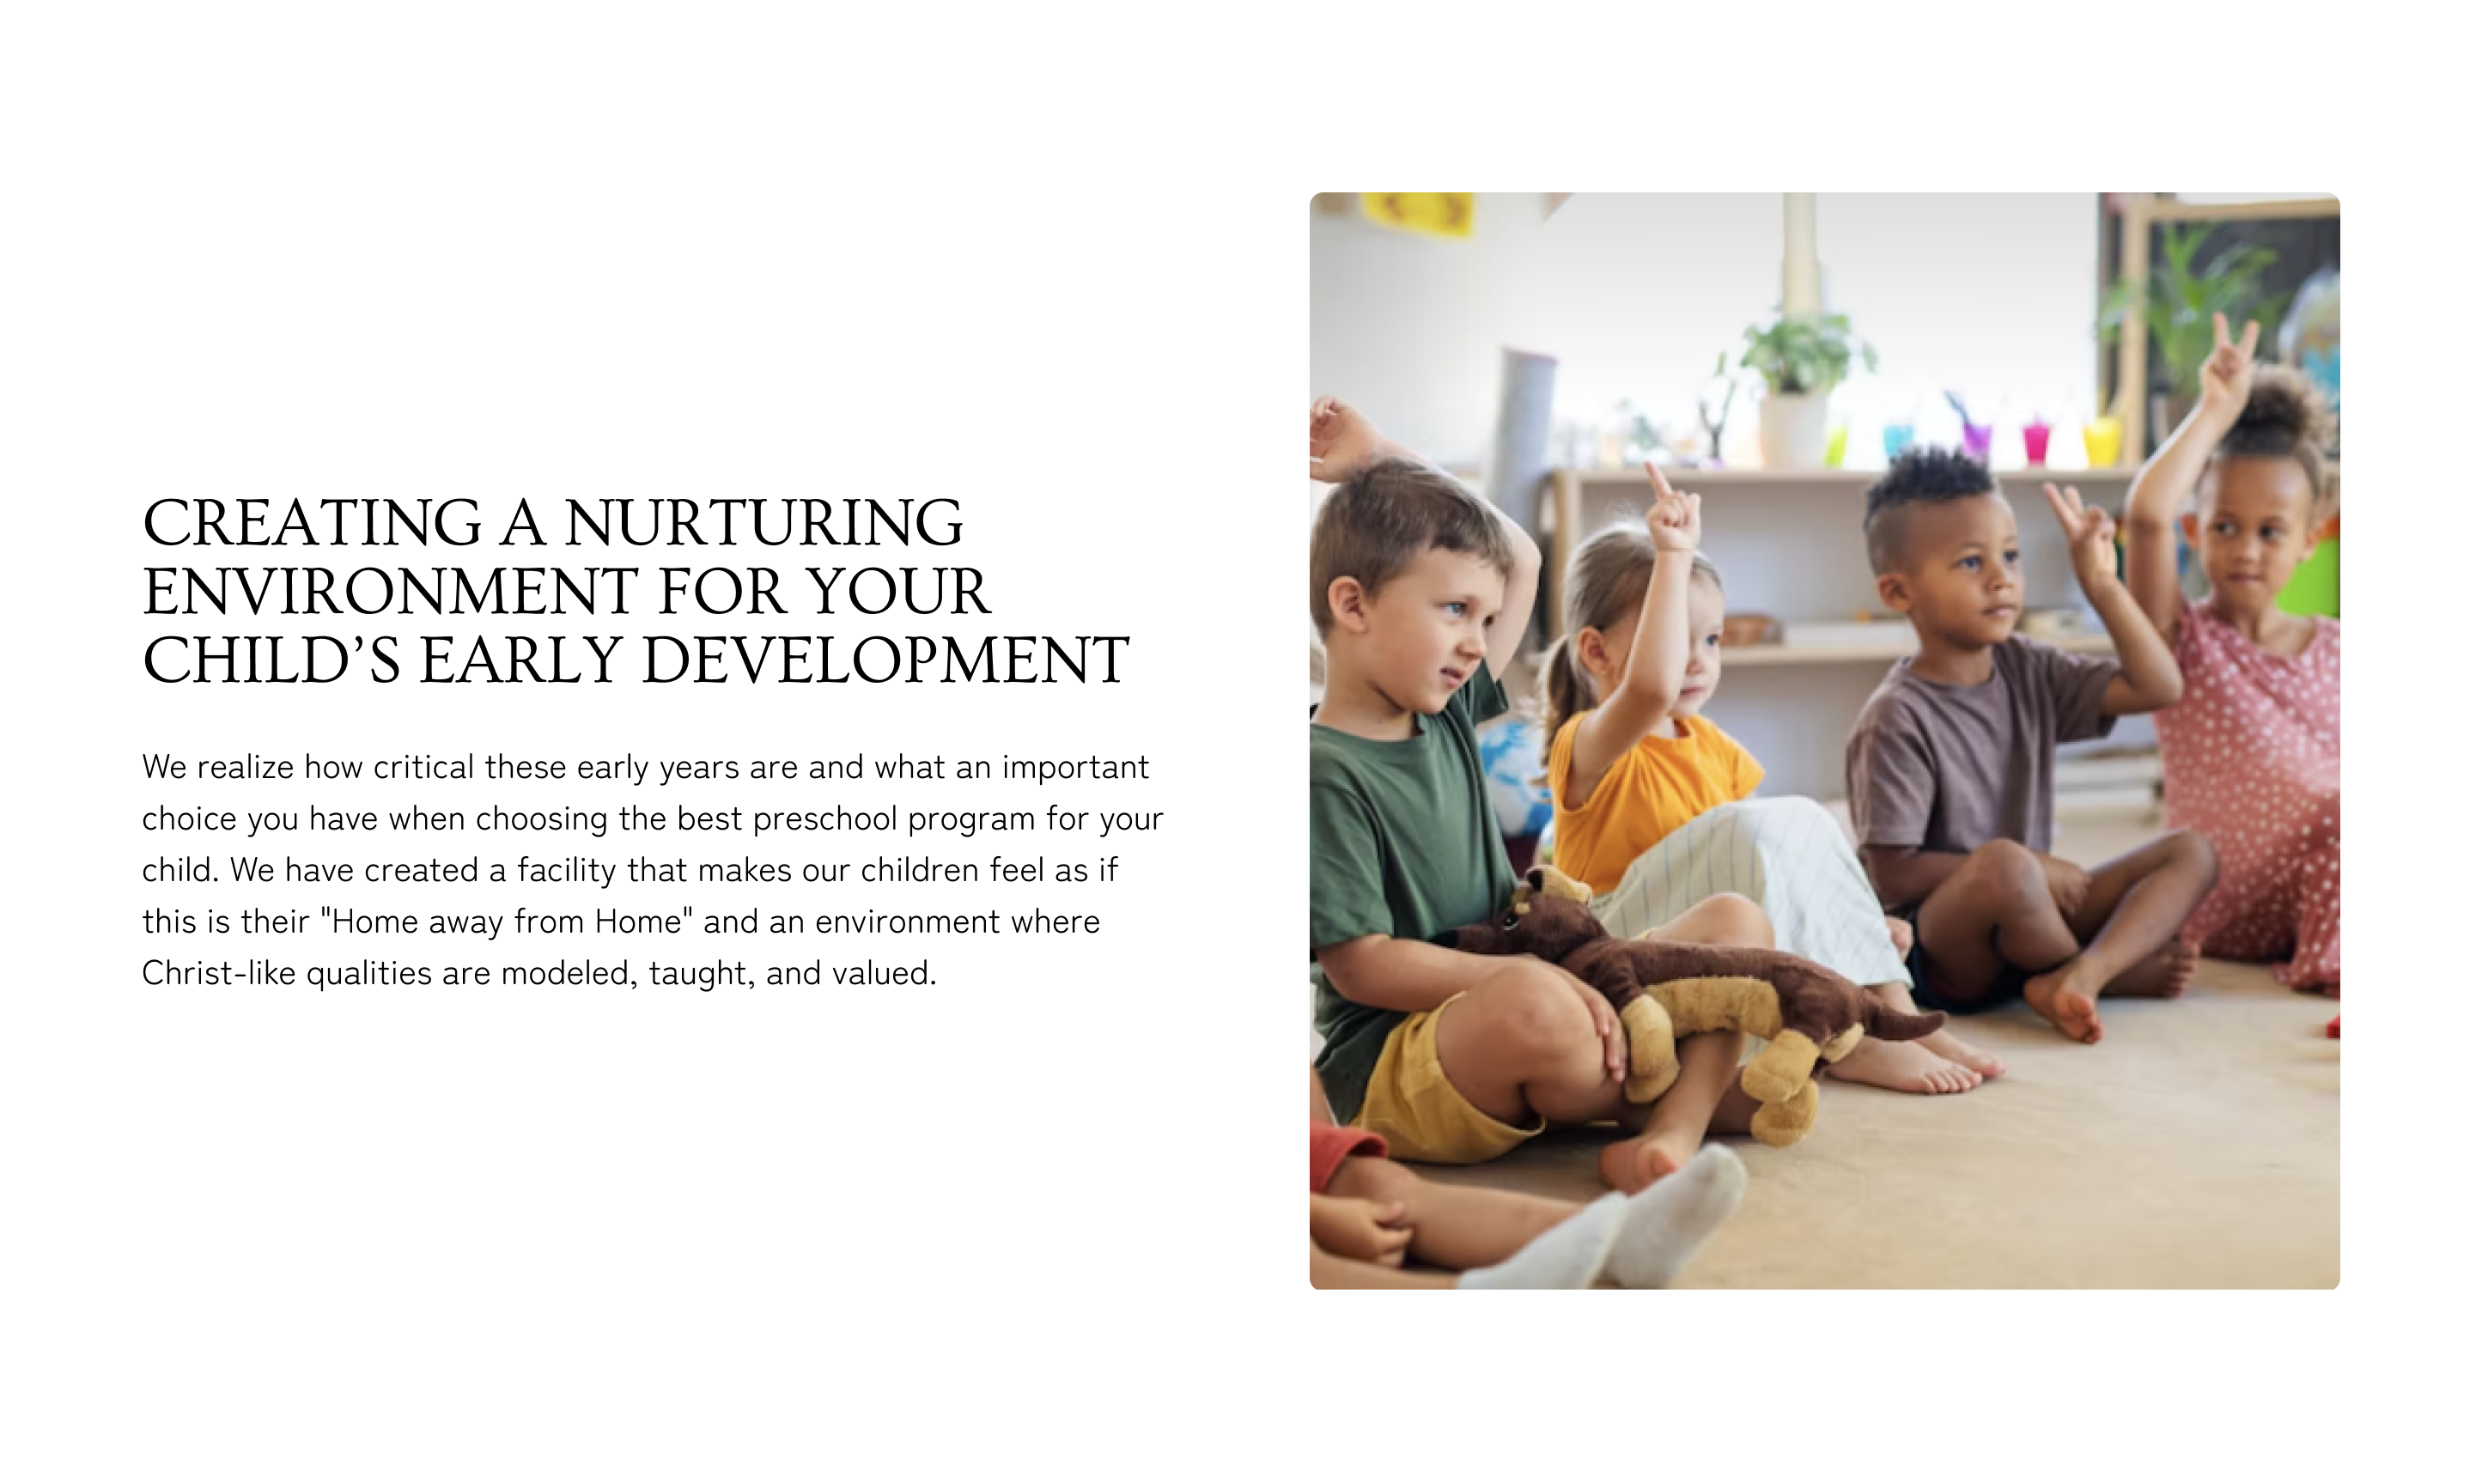 CREATING A NURTURING
ENVIRONMENT FOR YOUR
CHILD’S EARLY DEVELOPMENT
We realize how critical these early years are and what an important
choice you have when choosing the best preschool program for your
child. We have created a facility that makes our children feel as if
this is their "Home away from Home" and an environment where
Christ-like qualities are modeled, taught, and valued.